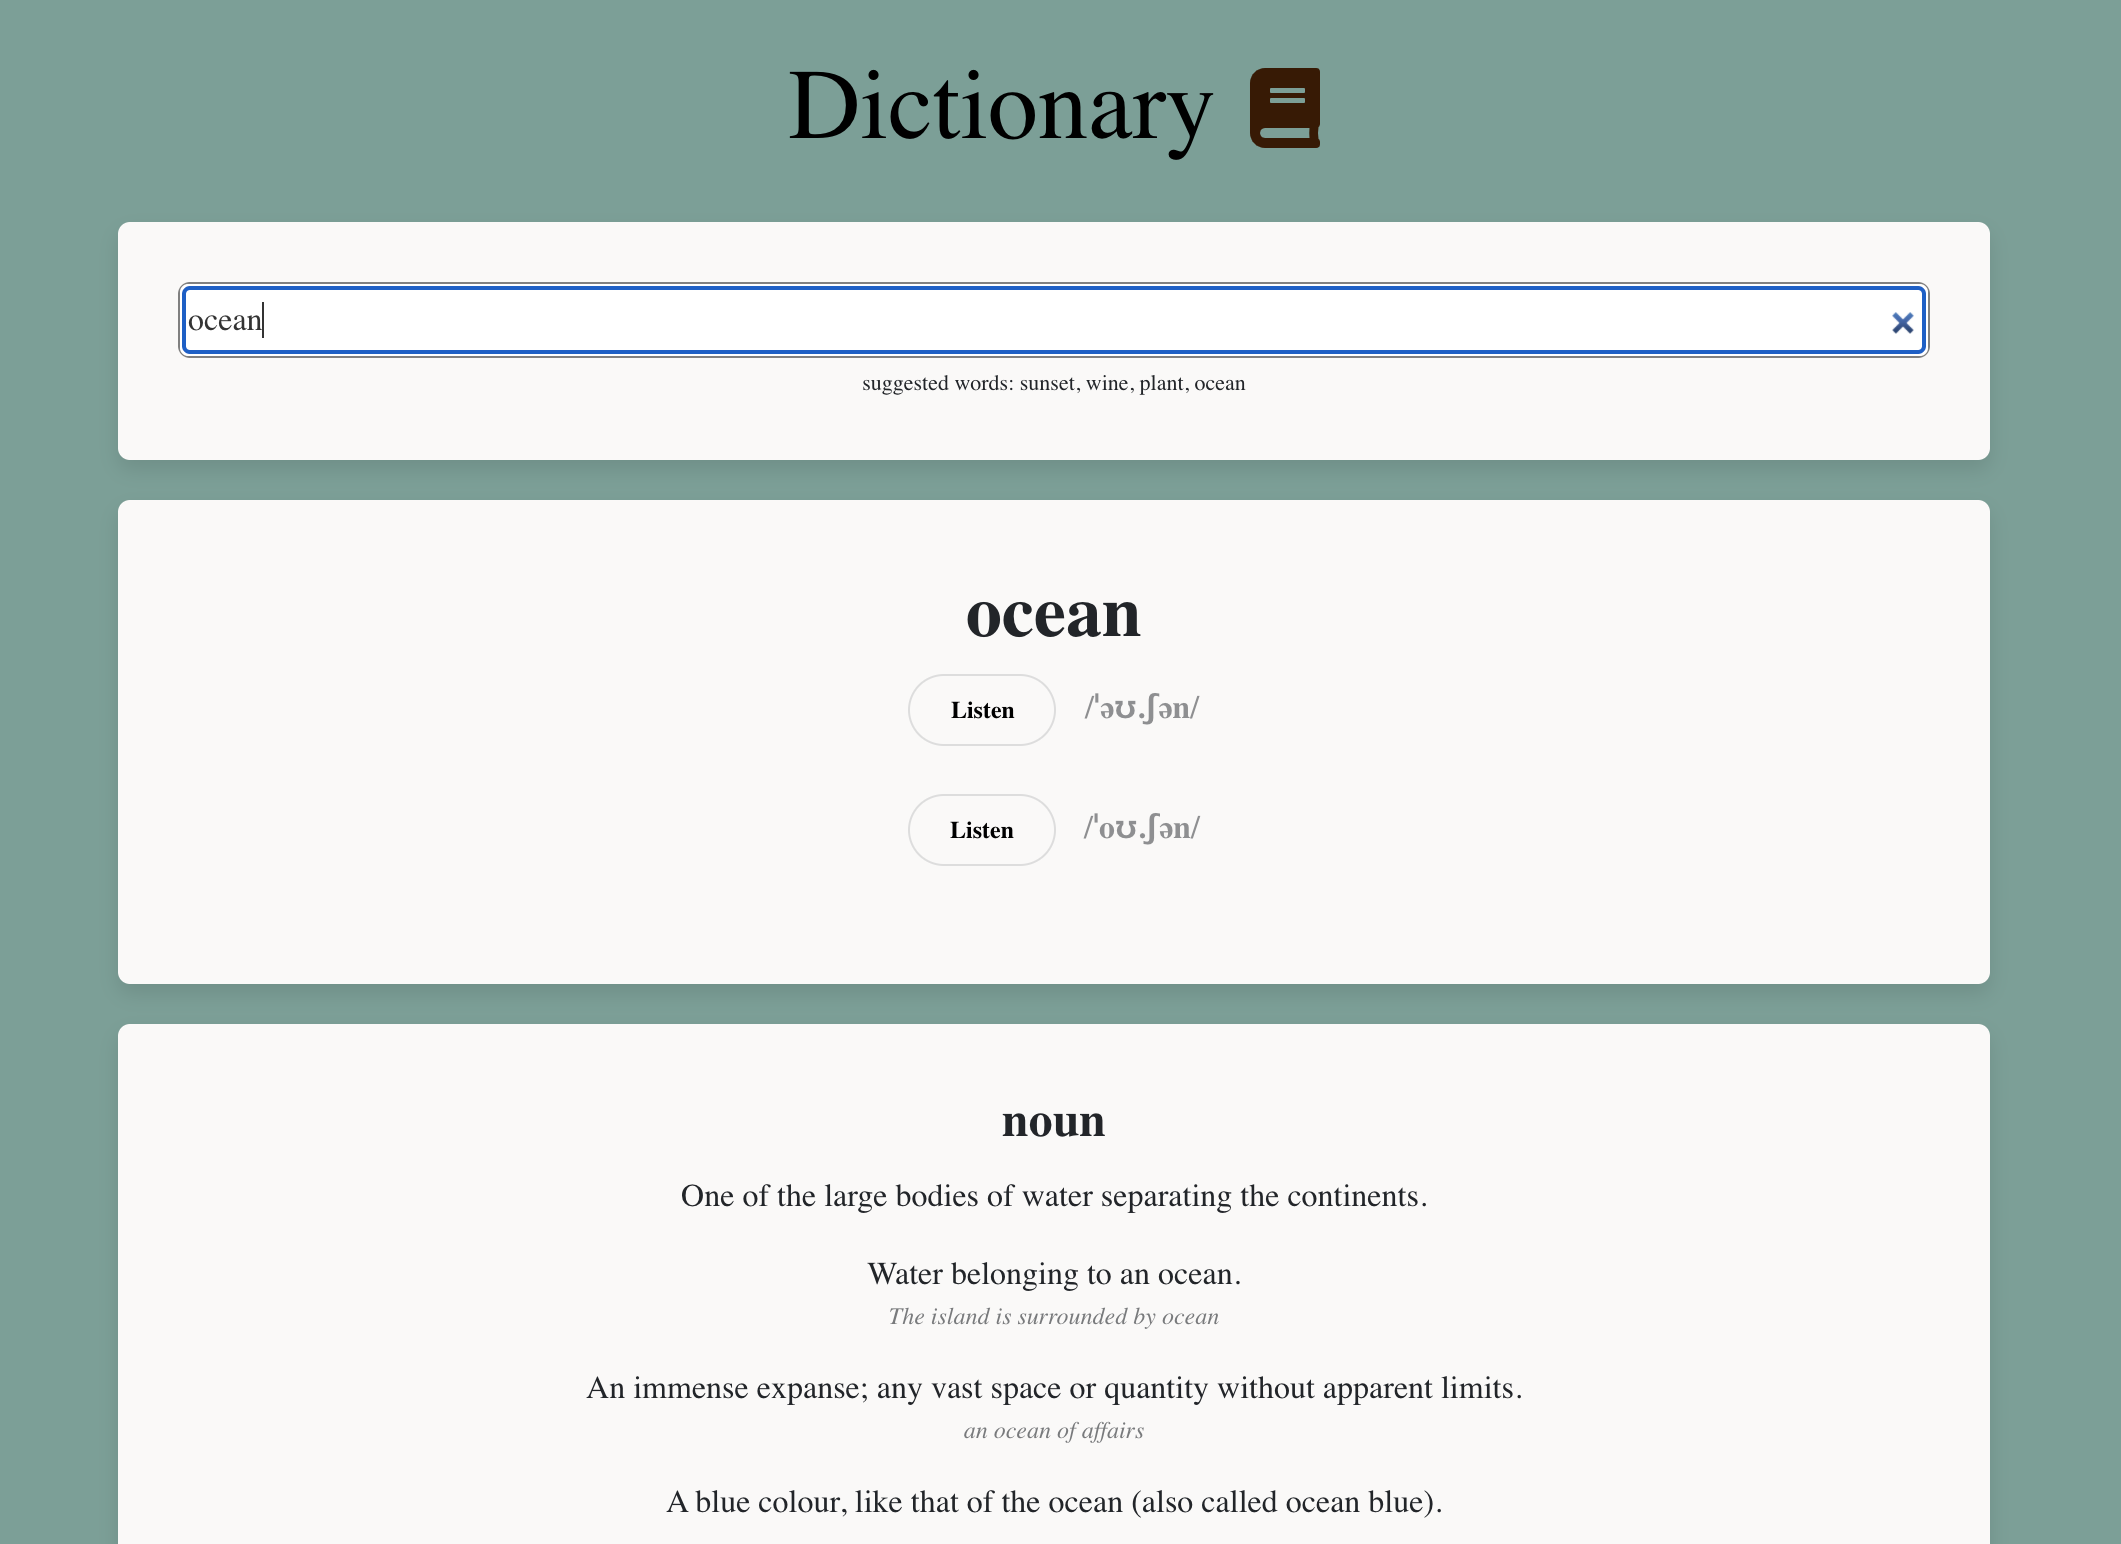 Dictionary
ocean
suggested words: sunset, wine, plant, ocean
ocean
Listen /ˈəʊ.ʃən/
Listen /ˈoʊ.ʃən/
noun
One of the large bodies of water separating the continents.
Water belonging to an ocean.
The island is surrounded by ocean
An immense expanse; any vast space or quantity without apparent limits.
an ocean of affairs
A blue colour, like that of the ocean (also called ocean blue).